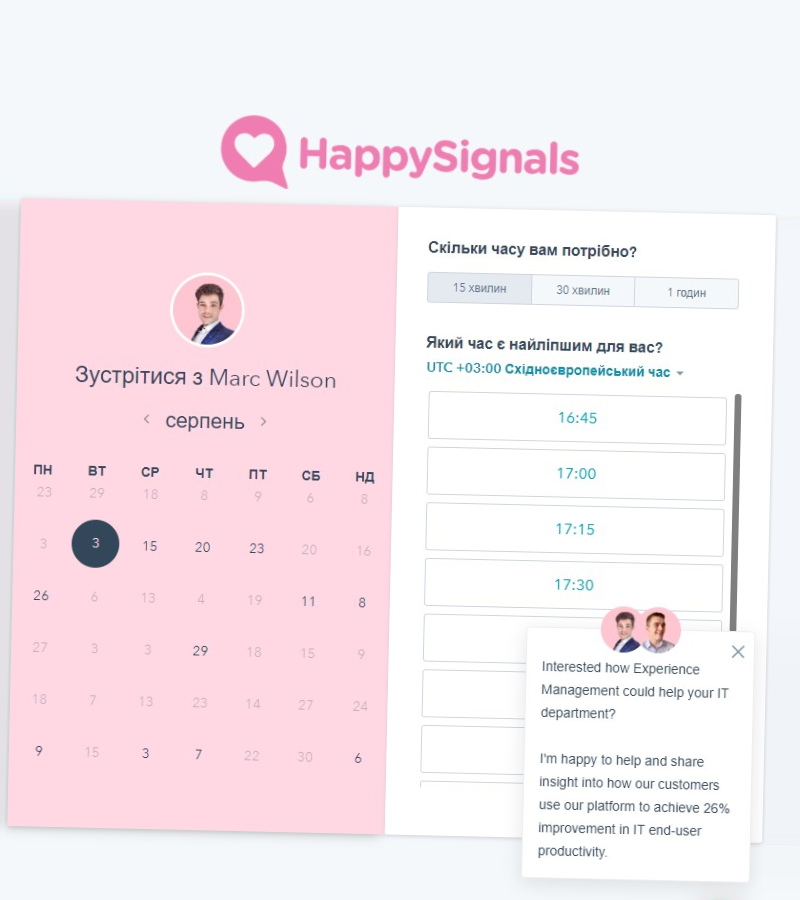 HappySignals
Зустрітися з Marc Wilson
серпень
ПН ВТ СР ЧТ ПТ СБ НД
23 29 18 8 9 6 8
3 3 15 20 23 20 16
26 6 13 4 19 11 8
27 3 3 29 18 15 9
18 7 13 23 14 27 24
9 15 3 7 22 30 6
Скільки часу вам потрібно?
15 хвилин 30 хвилин 1 годин
Який час є найліпшим для вас?
UTC +03:00 Східноєвропейський час
16:45
17:00
17:15
17:30
Interested how Experience
Management could help your IT
department?
I'm happy to help and share
insight into how our customers
use our platform to achieve 26%
improvement in IT end-user
productivity.